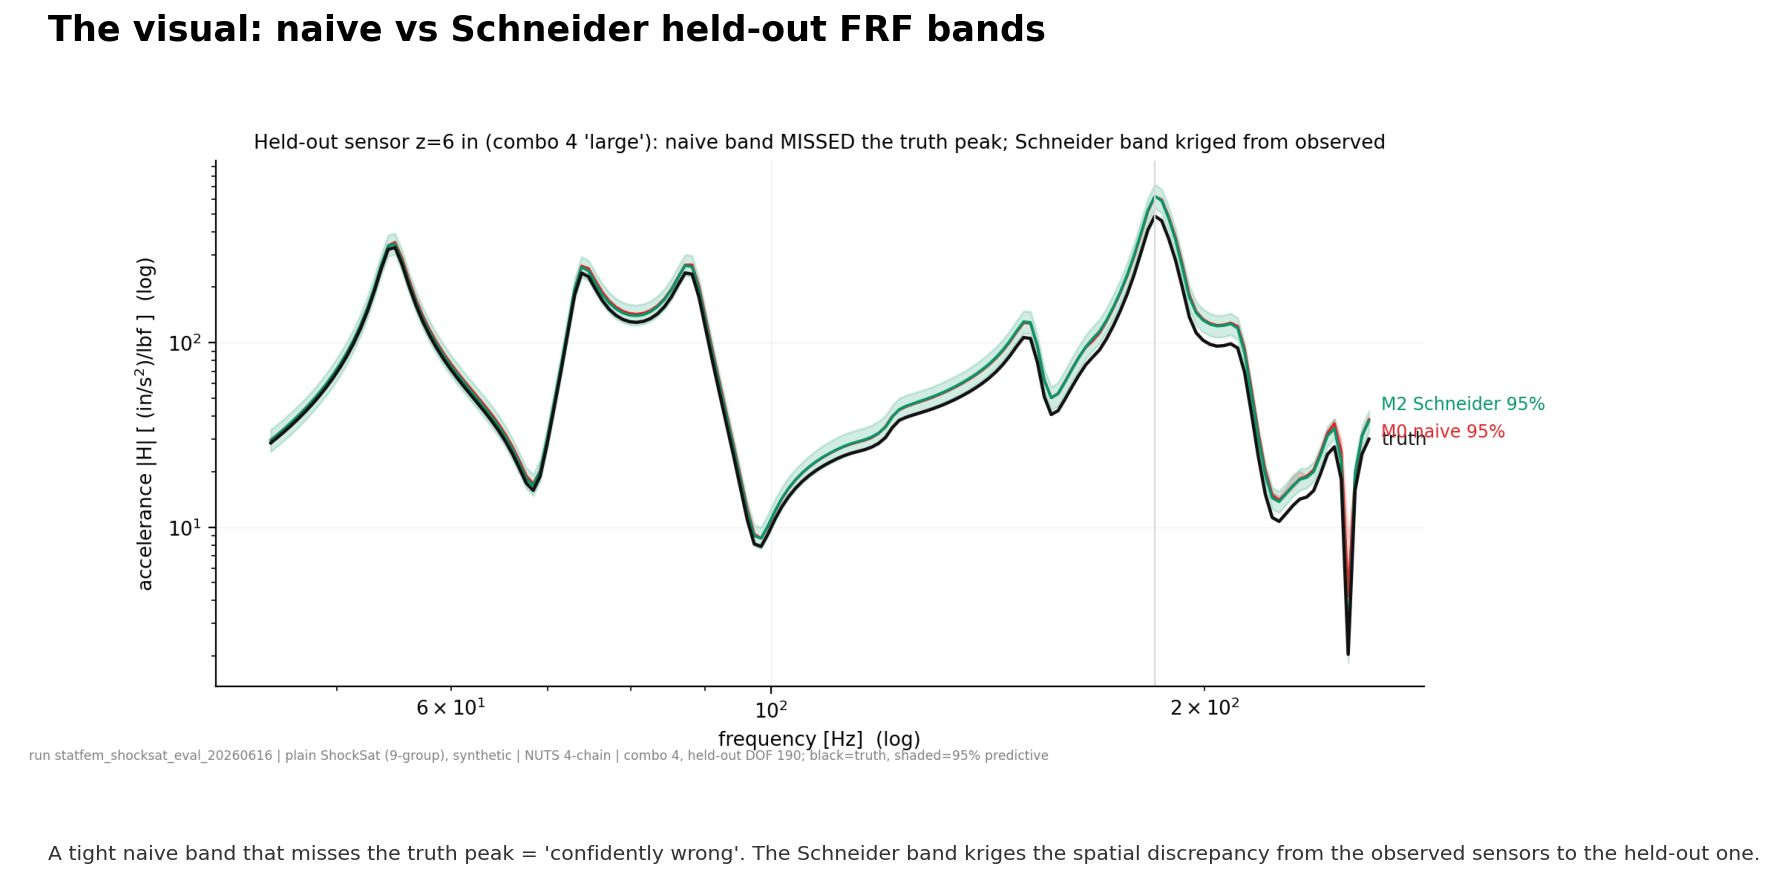 The visual: naive vs Schneider held-out FRF bands
Held-out sensor z=6 in (combo 4 'large'): naive band MISSED the truth peak; Schneider band kriged from observed
accelerance |H| [ (in/s²)/lbf ]  (log)
10²
10¹
M2 Schneider 95%
M0 naive 95%
truth
6 × 10¹
10²
2 × 10²
frequency [Hz]  (log)
run statfem_shocksat_eval_20260616 | plain ShockSat (9-group), synthetic | NUTS 4-chain | combo 4, held-out DOF 190; black=truth, shaded=95% predictive
A tight naive band that misses the truth peak = 'confidently wrong'. The Schneider band kriges the spatial discrepancy from the observed sensors to the held-out one.